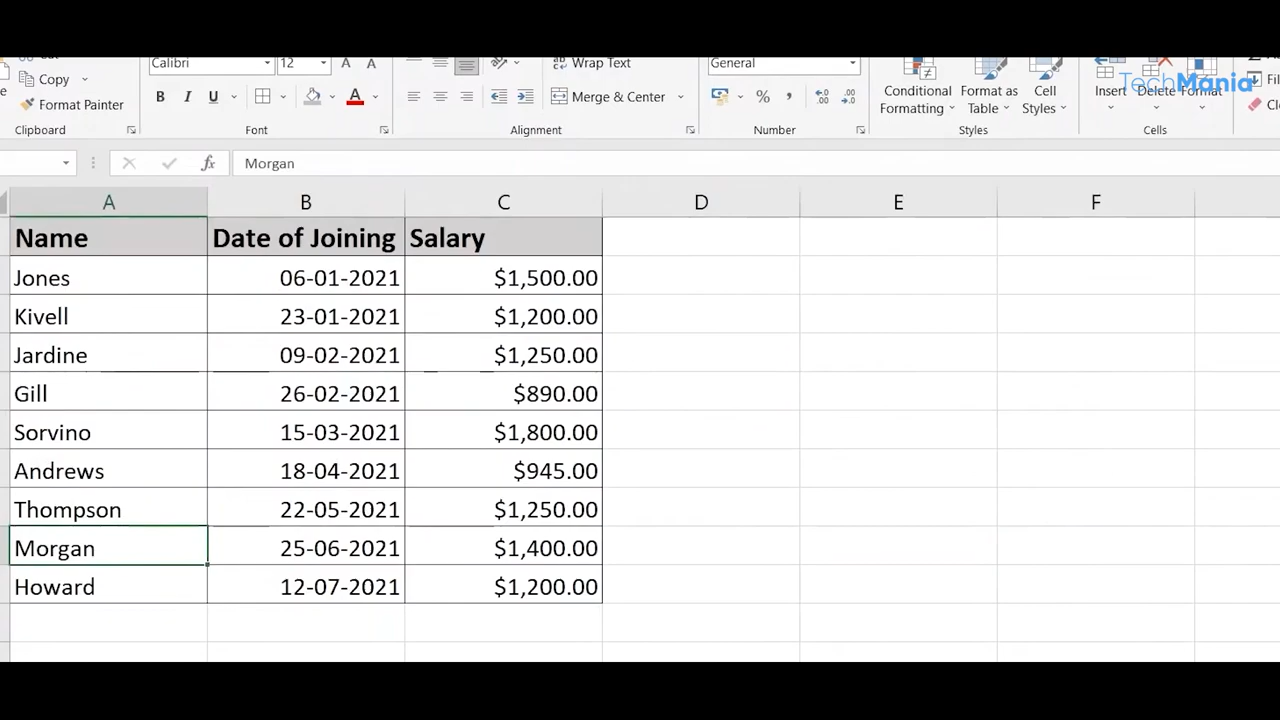 Calibri 12 General
Copy Wrap Text
TechMania
Format Painter B I U Merge & Center % , Conditional Formatting Format as Table Cell Styles Insert Delete Format
Clipboard Font Alignment Number Styles Cells
fx Morgan
A B C D E F
Name Date of Joining Salary
Jones 06-01-2021 $1,500.00
Kivell 23-01-2021 $1,200.00
Jardine 09-02-2021 $1,250.00
Gill 26-02-2021 $890.00
Sorvino 15-03-2021 $1,800.00
Andrews 18-04-2021 $945.00
Thompson 22-05-2021 $1,250.00
Morgan 25-06-2021 $1,400.00
Howard 12-07-2021 $1,200.00